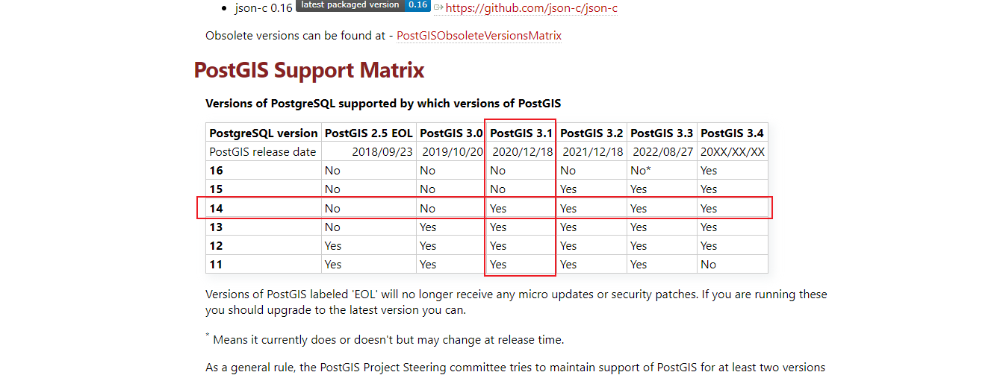 json-c 0.16 latest packaged version 0.16 https://github.com/json-c/json-c
Obsolete versions can be found at - PostGISObsoleteVersionsMatrix
PostGIS Support Matrix
Versions of PostgreSQL supported by which versions of PostGIS
PostgreSQL version PostGIS 2.5 EOL PostGIS 3.0 PostGIS 3.1 PostGIS 3.2 PostGIS 3.3 PostGIS 3.4
PostGIS release date 2018/09/23 2019/10/20 2020/12/18 2021/12/18 2022/08/27 20XX/XX/XX
16 No No No No No* Yes
15 No No No Yes Yes Yes
14 No No Yes Yes Yes Yes
13 No Yes Yes Yes Yes Yes
12 Yes Yes Yes Yes Yes Yes
11 Yes Yes Yes Yes Yes No
Versions of PostGIS labeled 'EOL' will no longer receive any micro updates or security patches. If you are running these
you should upgrade to the latest version you can.
* Means it currently does or doesn't but may change at release time.
As a general rule, the PostGIS Project Steering committee tries to maintain support of PostGIS for at least two versions